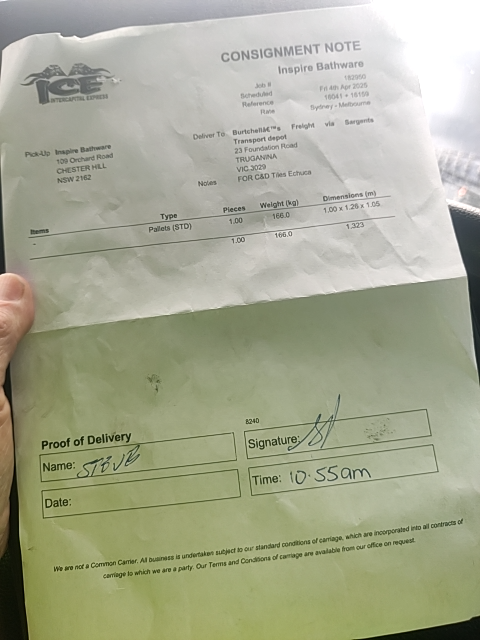 ICE
INTERCAPITAL EXPRESS
CONSIGNMENT NOTE
Inspire Bathware
Job # 182950
Scheduled Fri 4th Apr 2025
Reference 18041 + 18159
Rate Sydney - Melbourne
Pick-Up Inspire Bathware
109 Orchard Road
CHESTER HILL
NSW 2162
Deliver To Burtchellâ€™s Freight via Sargents
Transport depot
23 Foundation Road
TRUGANINA
VIC 3029
Notes FOR C&D Tiles Echuca
Items Type Pieces Weight (kg) Dimensions (m)
- Pallets (STD) 1.00 166.0 1.00 x 1.26 x 1.05
1.00 166.0 1.323
Proof of Delivery
8240
Name: STEVE
Signature:
Date:
Time: 10.55am
We are not a Common Carrier. All business is undertaken subject to our standard conditions of carriage, which are incorporated into all contracts of
carriage to which we are a party. Our Terms and Conditions of carriage are available from our office on request.